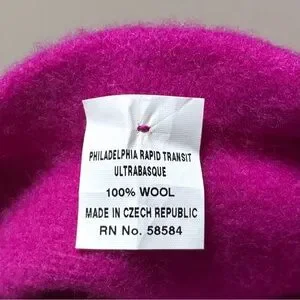 PHILADELPHIA RAPID TRANSIT
ULTRABASQUE
100% WOOL
MADE IN CZECH REPUBLIC
RN No. 58584